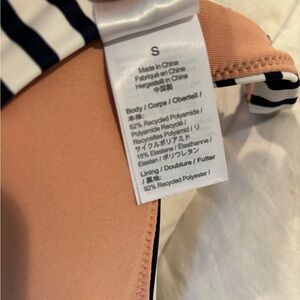 S
Made in China
Fabriqué en Chine
Hergestellt in China
中国製
Body / Corps / Oberteil /
本体:
82% Recycled Polyamide /
Polyamide Recyclé /
Recyceltes Polyamid / リ
サイクルポリアミド
18% Elastane / Élasthanne /
Elastan / ポリウレタン
Lining / Doublure / Futter
/ 裏地:
92% Recycled Polyester /